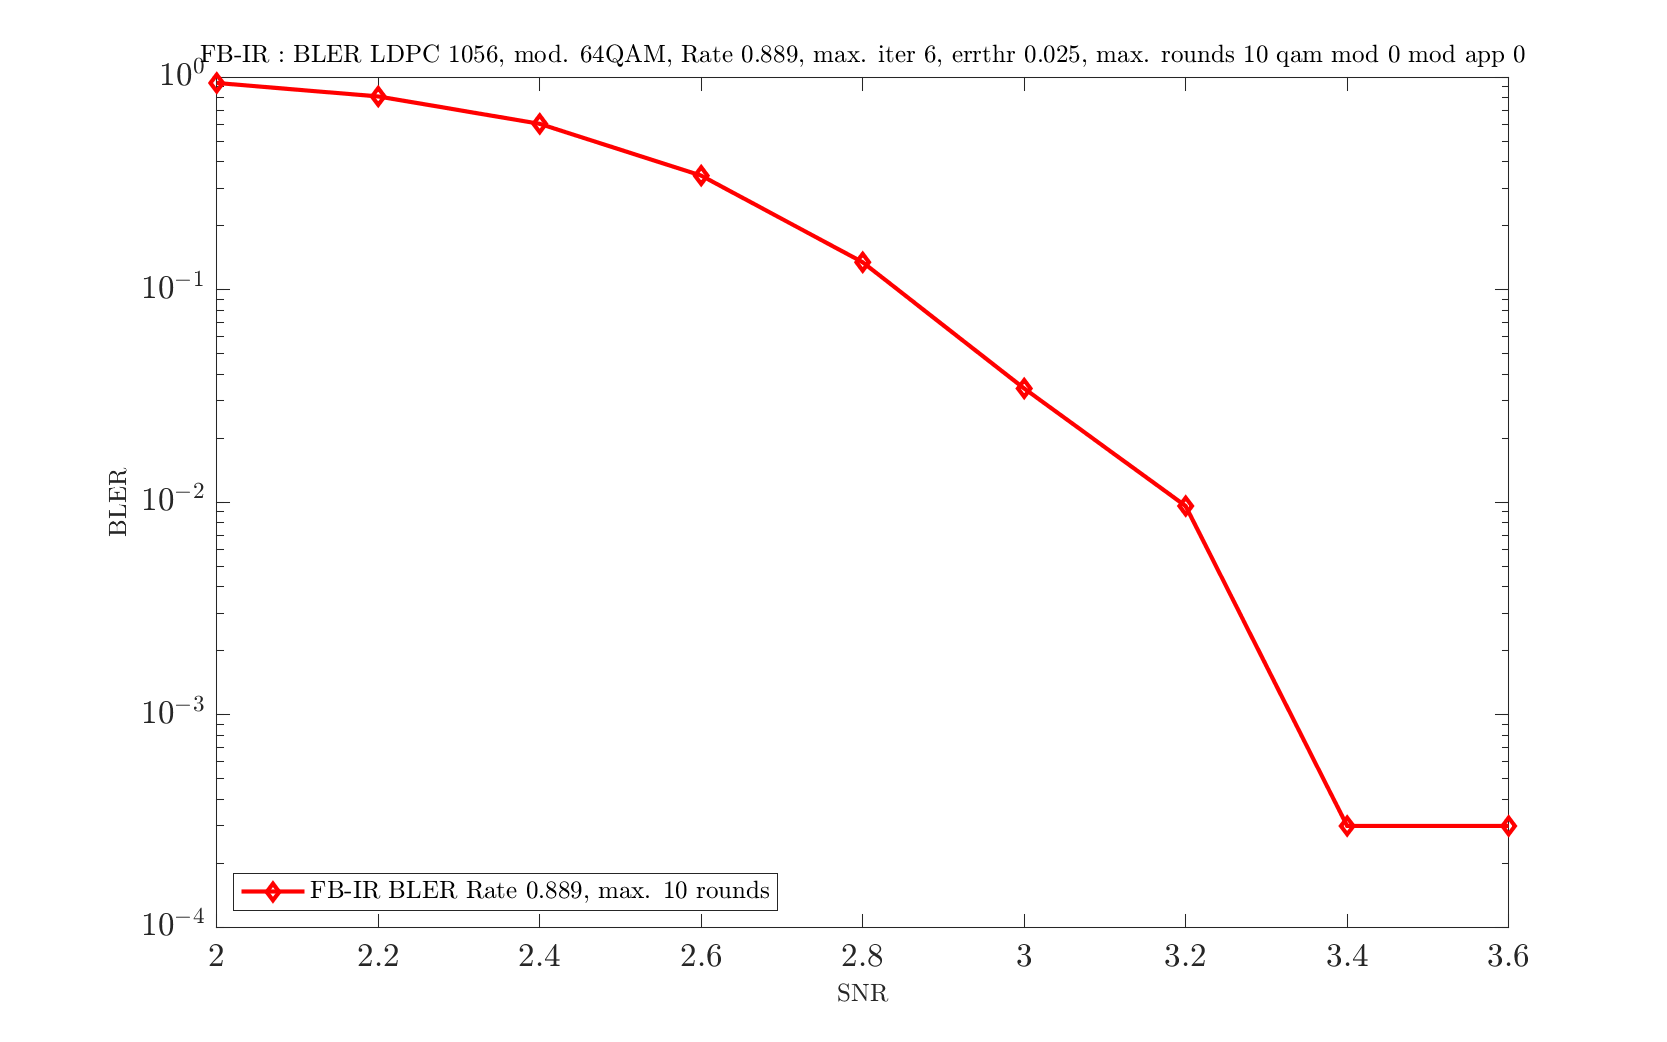 FB-IR : BLER LDPC 1056, mod. 64QAM, Rate 0.889, max. iter 6, errthr 0.025, max. rounds 10 qam mod 0 mod app 0
10⁰
10⁻¹
10⁻²
10⁻³
10⁻⁴
BLER
FB-IR BLER Rate 0.889, max. 10 rounds
2 2.2 2.4 2.6 2.8 3 3.2 3.4 3.6
SNR